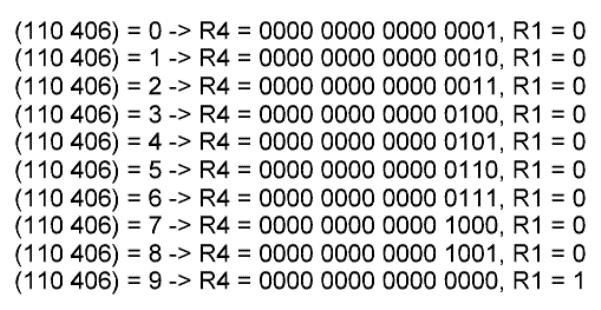 (110 406) = 0 -> R4 = 0000 0000 0000 0001, R1 = 0
(110 406) = 1 -> R4 = 0000 0000 0000 0010, R1 = 0
(110 406) = 2 -> R4 = 0000 0000 0000 0011, R1 = 0
(110 406) = 3 -> R4 = 0000 0000 0000 0100, R1 = 0
(110 406) = 4 -> R4 = 0000 0000 0000 0101, R1 = 0
(110 406) = 5 -> R4 = 0000 0000 0000 0110, R1 = 0
(110 406) = 6 -> R4 = 0000 0000 0000 0111, R1 = 0
(110 406) = 7 -> R4 = 0000 0000 0000 1000, R1 = 0
(110 406) = 8 -> R4 = 0000 0000 0000 1001, R1 = 0
(110 406) = 9 -> R4 = 0000 0000 0000 0000, R1 = 1